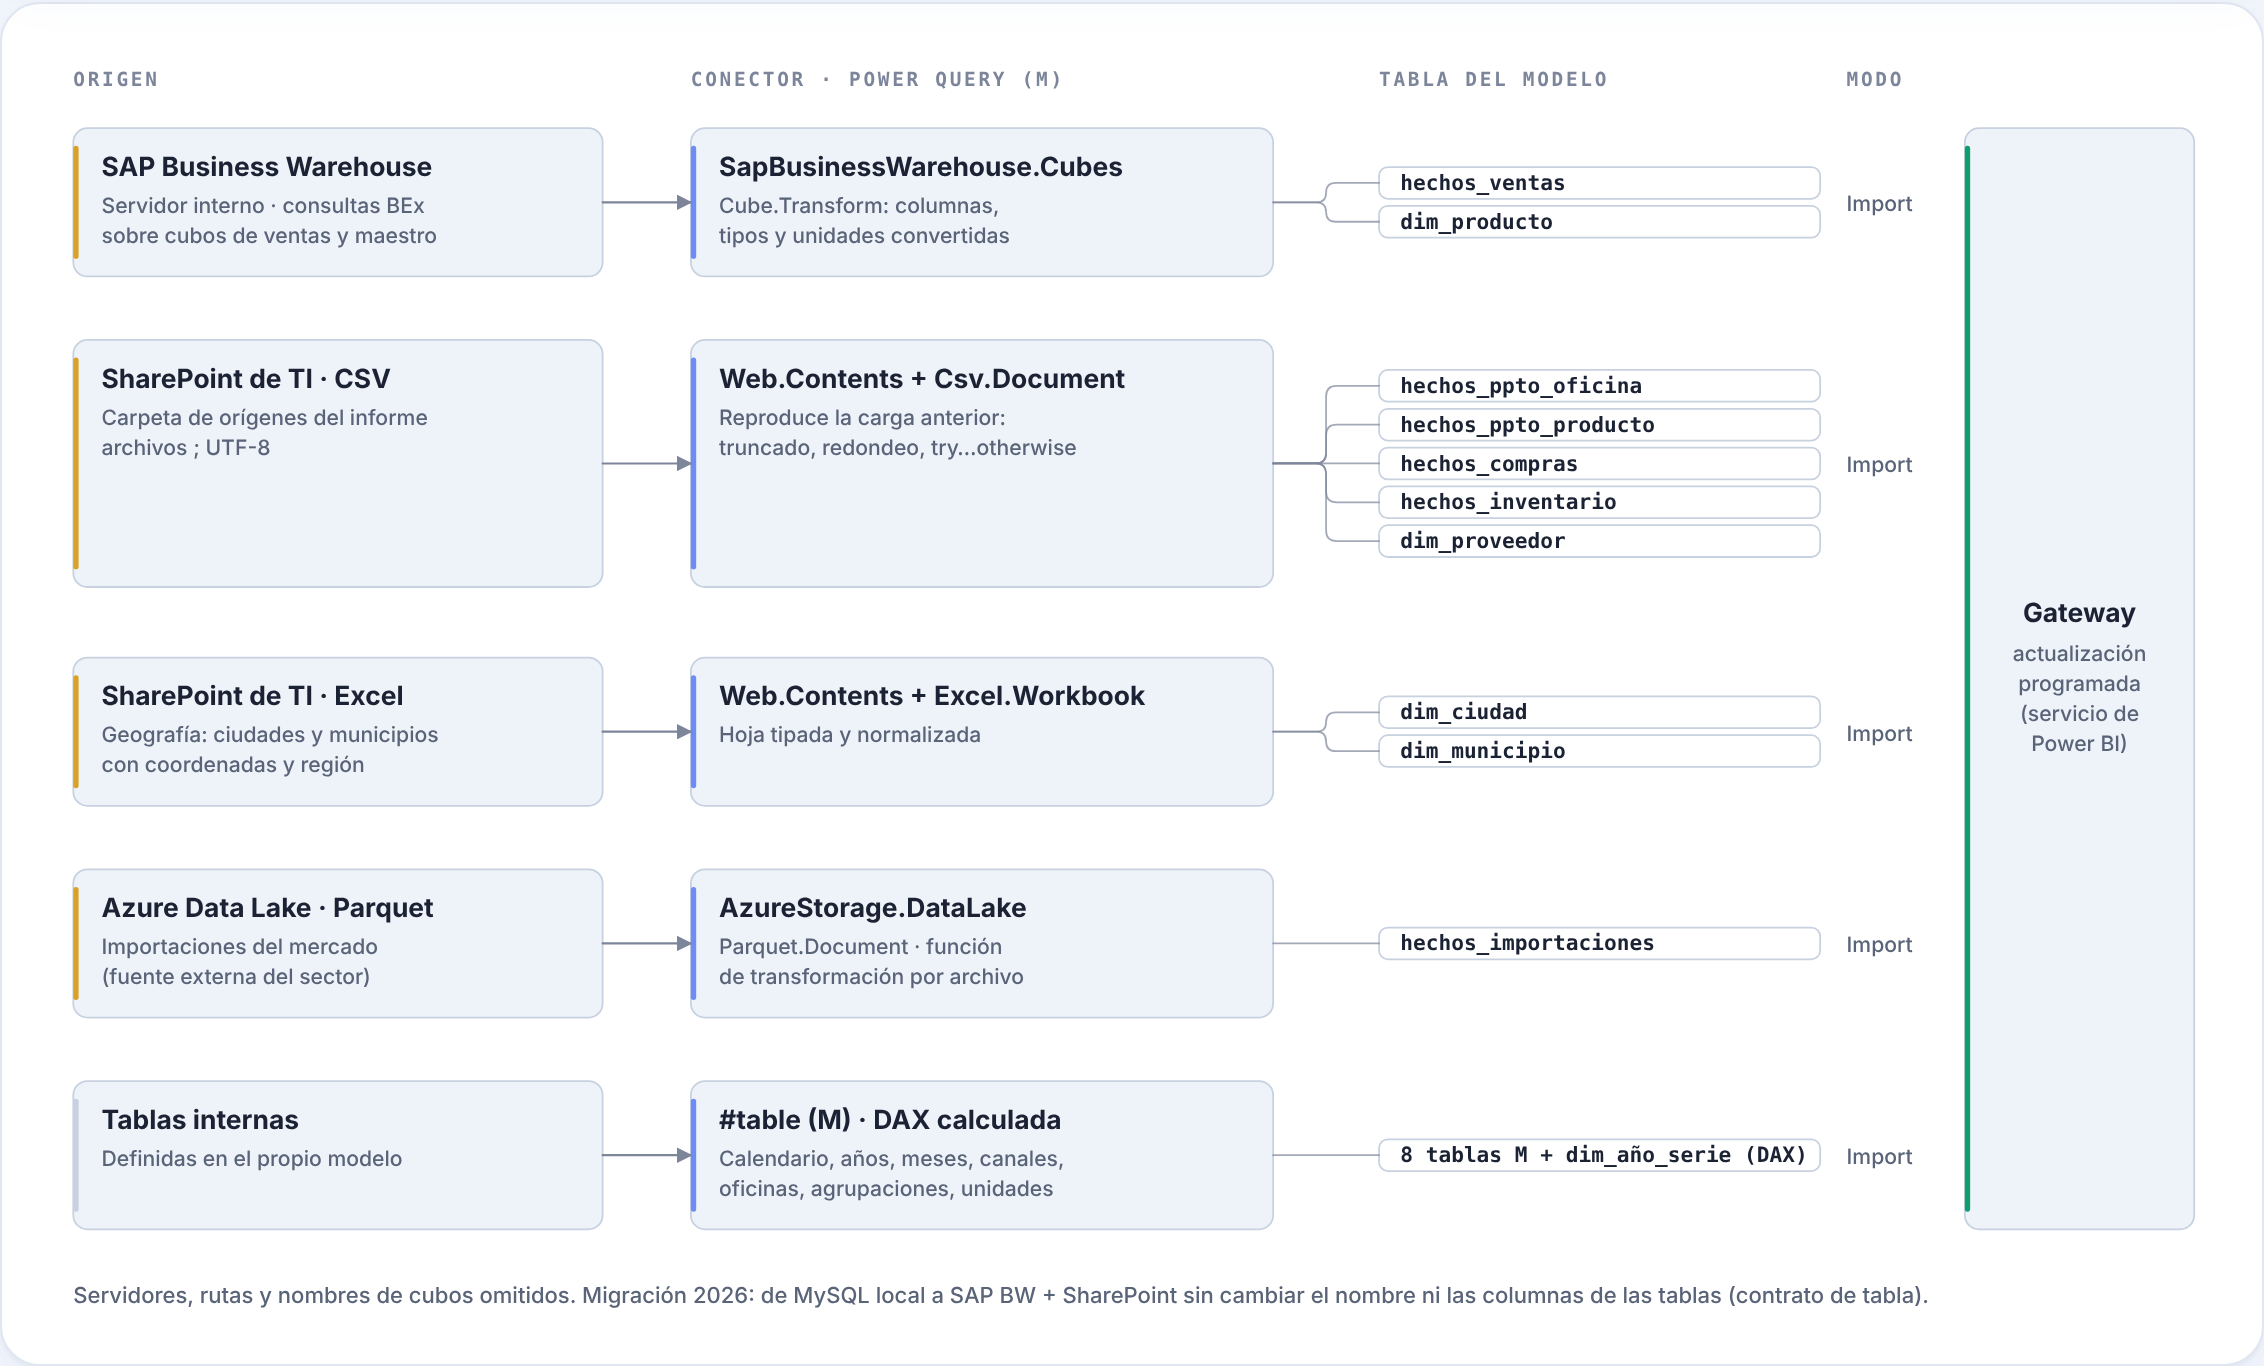 ORIGEN
CONECTOR · POWER QUERY (M)
TABLA DEL MODELO
MODO
SAP Business Warehouse
Servidor interno · consultas BEx
sobre cubos de ventas y maestro
SapBusinessWarehouse.Cubes
Cube.Transform: columnas,
tipos y unidades convertidas
hechos_ventas
dim_producto
Import
SharePoint de TI · CSV
Carpeta de orígenes del informe
archivos ; UTF-8
Web.Contents + Csv.Document
Reproduce la carga anterior:
truncado, redondeo, try...otherwise
hechos_ppto_oficina
hechos_ppto_producto
hechos_compras
hechos_inventario
dim_proveedor
Import
SharePoint de TI · Excel
Geografía: ciudades y municipios
con coordenadas y región
Web.Contents + Excel.Workbook
Hoja tipada y normalizada
dim_ciudad
dim_municipio
Import
Azure Data Lake · Parquet
Importaciones del mercado
(fuente externa del sector)
AzureStorage.DataLake
Parquet.Document · función
de transformación por archivo
hechos_importaciones
Import
Tablas internas
Definidas en el propio modelo
#table (M) · DAX calculada
Calendario, años, meses, canales,
oficinas, agrupaciones, unidades
8 tablas M + dim_año_serie (DAX)
Import
Gateway
actualización
programada
(servicio de
Power BI)
Servidores, rutas y nombres de cubos omitidos. Migración 2026: de MySQL local a SAP BW + SharePoint sin cambiar el nombre ni las columnas de las tablas (contrato de tabla).